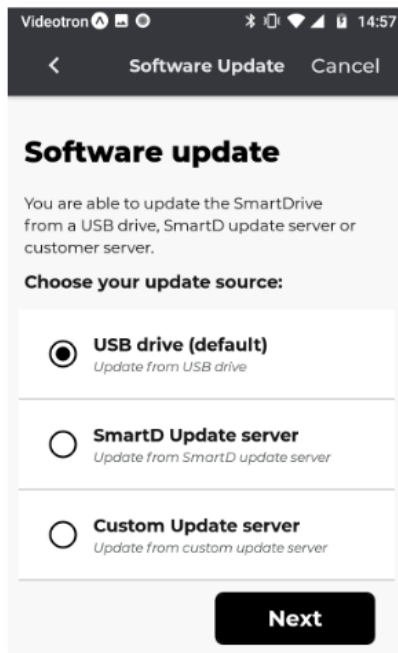 Videotron 14:57
Software Update Cancel
Software update
You are able to update the SmartDrive
from a USB drive, SmartD update server or
customer server.
Choose your update source:
USB drive (default)
Update from USB drive
SmartD Update server
Update from SmartD update server
Custom Update server
Update from custom update server
Next